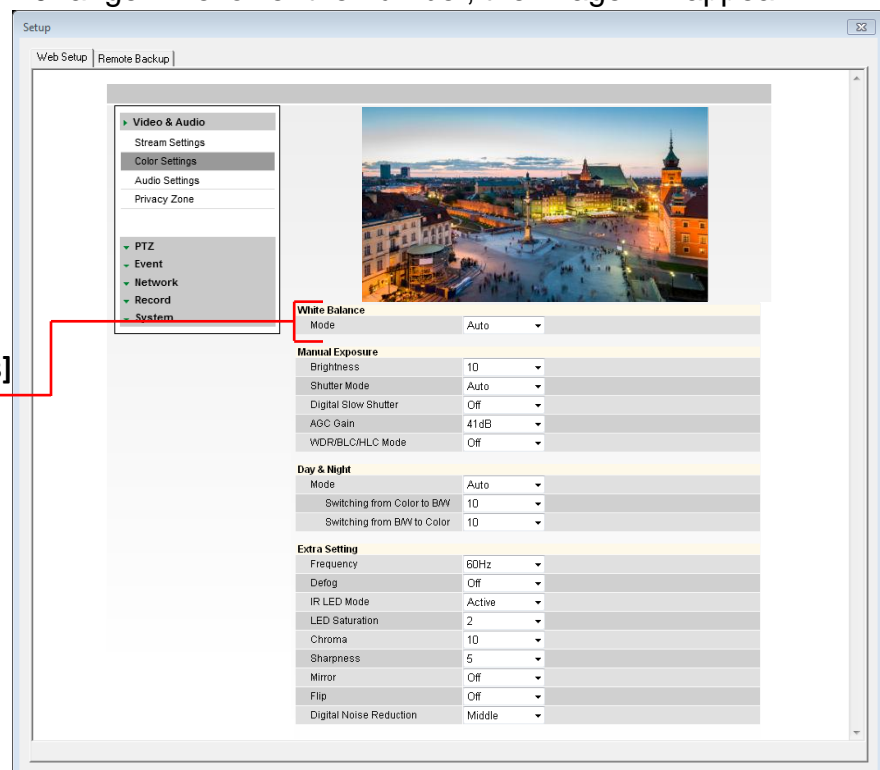 Setup
Web Setup
Remote Backup
Video & Audio
Stream Settings
Color Settings
Audio Settings
Privacy Zone
PTZ
Event
Network
Record
System
White Balance
Mode Auto
Manual Exposure
Brightness 10
Shutter Mode Auto
Digital Slow Shutter Off
AGC Gain 41dB
WDR/BLC/HLC Mode Off
Day & Night
Mode Auto
Switching from Color to B/W 10
Switching from B/W to Color 10
Extra Setting
Frequency 60Hz
Defog Off
IR LED Mode Active
LED Saturation 2
Chroma 10
Sharpness 5
Mirror Off
Flip Off
Digital Noise Reduction Middle